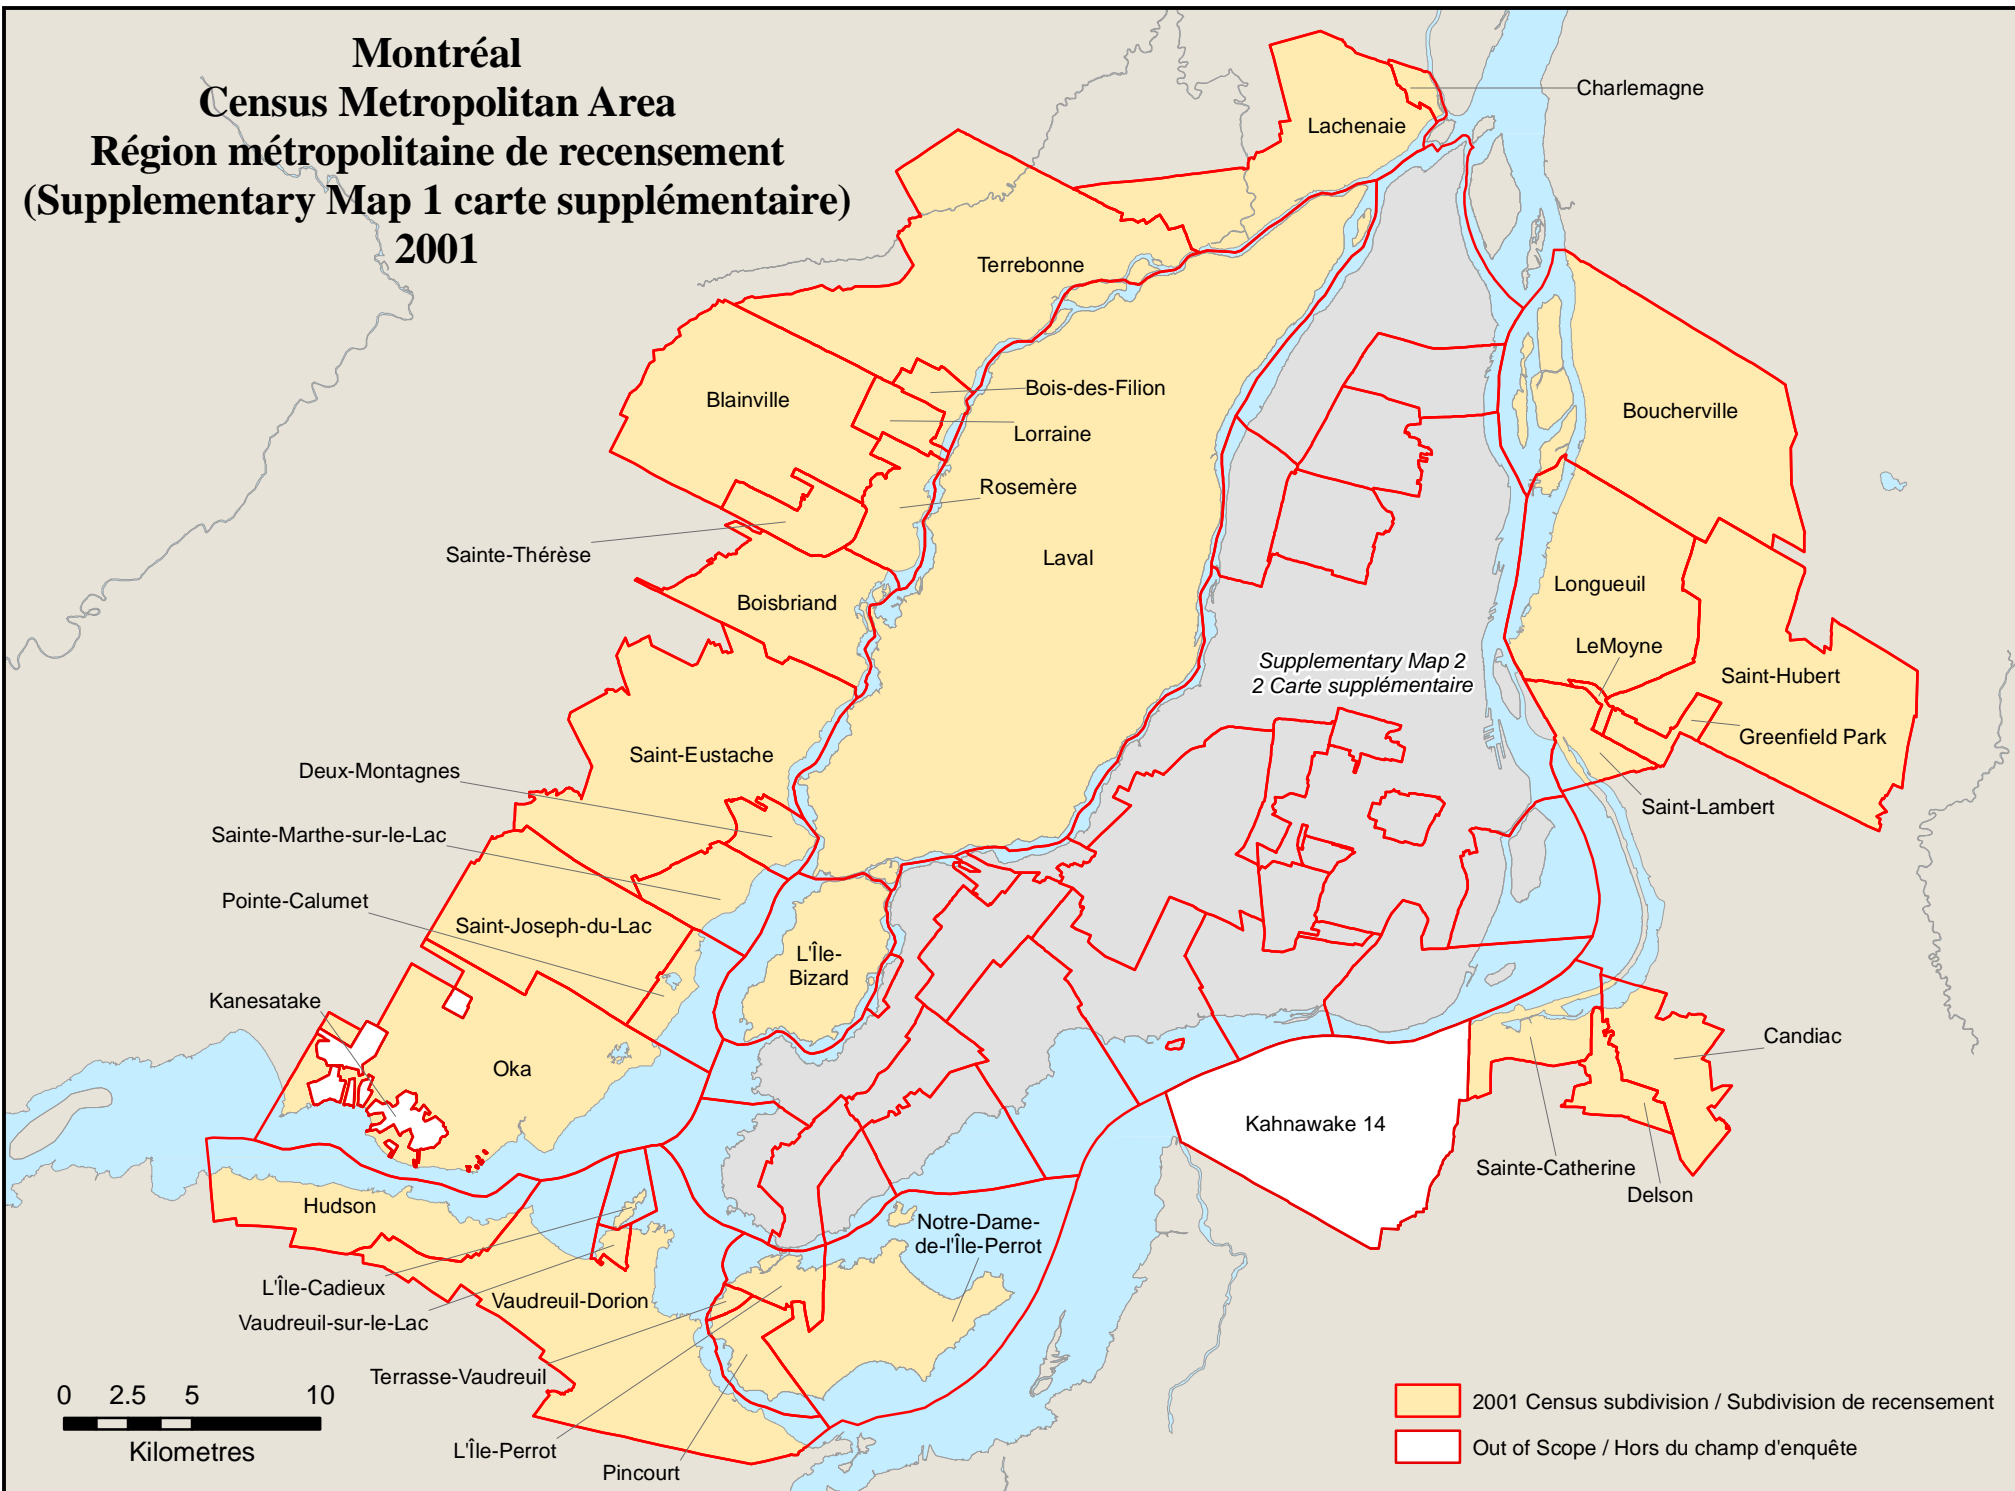 Montréal
Census Metropolitan Area
Région métropolitaine de recensement
(Supplementary Map 1 carte supplémentaire)
2001
Charlemagne
Lachenaie
Terrebonne
Bois-des-Filion
Blainville
Boucherville
Lorraine
Rosemère
Sainte-Thérèse
Laval
Longueuil
Boisbriand
LeMoyne
Supplementary Map 2
2 Carte supplémentaire
Saint-Hubert
Greenfield Park
Saint-Eustache
Deux-Montagnes
Saint-Lambert
Sainte-Marthe-sur-le-Lac
Pointe-Calumet
Saint-Joseph-du-Lac
L'Île-
Bizard
Kanesatake
Candiac
Oka
Kahnawake 14
Sainte-Catherine
Delson
Hudson
Notre-Dame-
de-l'Île-Perrot
L'Île-Cadieux
Vaudreuil-Dorion
Vaudreuil-sur-le-Lac
Terrasse-Vaudreuil
L'Île-Perrot
Pincourt
0 2.5 5 10
Kilometres
2001 Census subdivision / Subdivision de recensement
Out of Scope / Hors du champ d'enquête